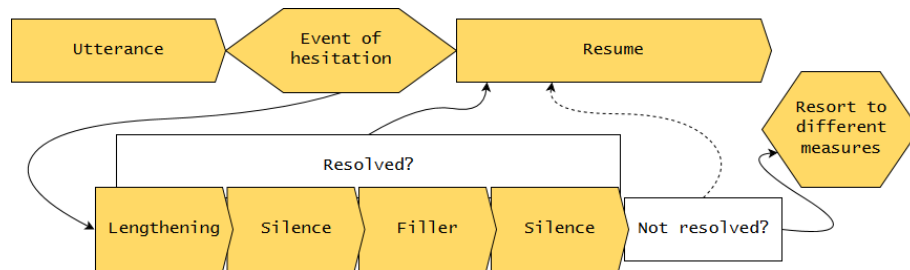 Utterance
Event of
hesitation
Resume
Resort to
different
measures
Resolved?
Lengthening
Silence
Filler
Silence
Not resolved?